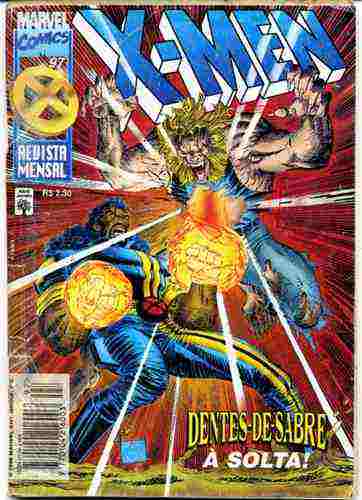 MARVEL
COMICS
97
X-MEN
REVISTA
MENSAL
R$ 2,30
DENTES-DE-SABRE
À SOLTA!